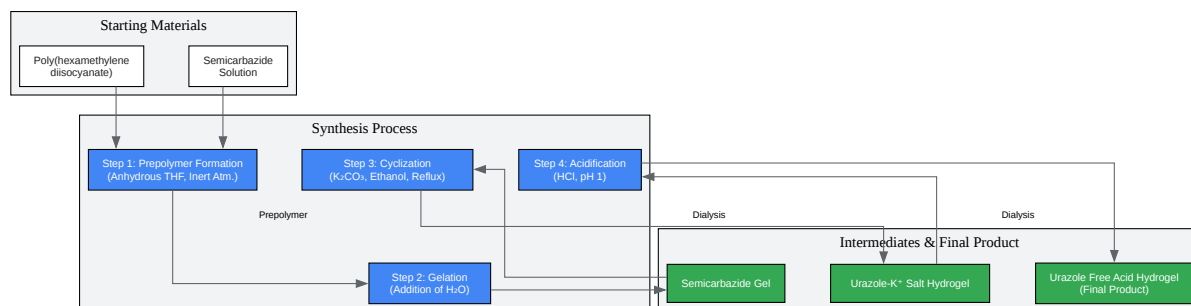 Starting Materials
Poly(hexamethylene
diisocyanate)
Semicarbazide
Solution
Synthesis Process
Step 1: Prepolymer Formation
(Anhydrous THF, Inert Atm.)
Step 3: Cyclization
(K₂CO₃, Ethanol, Reflux)
Step 4: Acidification
(HCl, pH 1)
Prepolymer
Dialysis
Dialysis
Intermediates & Final Product
Step 2: Gelation
(Addition of H₂O)
Semicarbazide Gel
Urazole-K⁺ Salt Hydrogel
Urazole Free Acid Hydrogel
(Final Product)